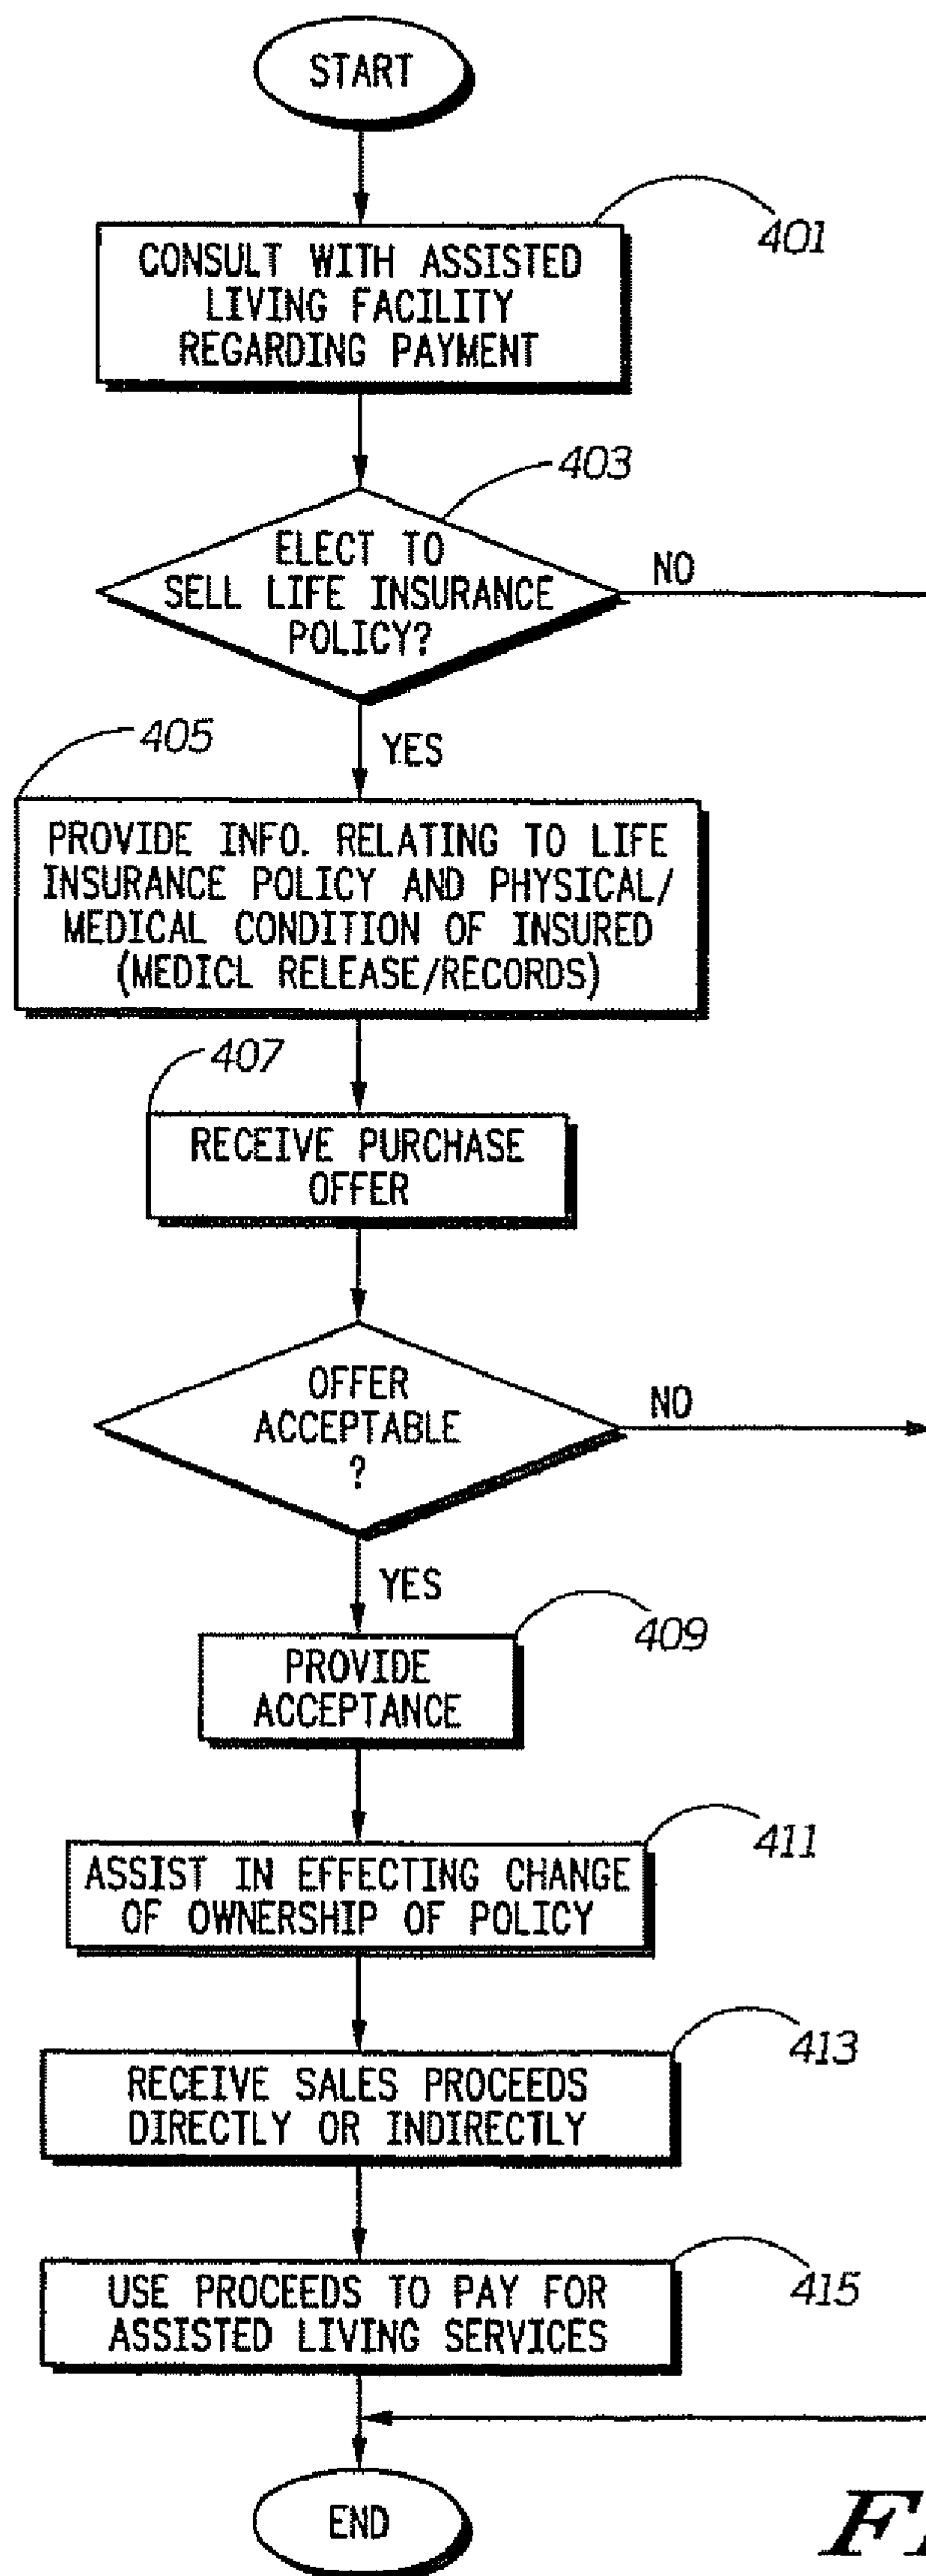 START
401
CONSULT WITH ASSISTED
LIVING FACILITY
REGARDING PAYMENT
403
ELECT TO
SELL LIFE INSURANCE
POLICY?
NO
YES
405
PROVIDE INFO. RELATING TO LIFE
INSURANCE POLICY AND PHYSICAL/
MEDICAL CONDITION OF INSURED
(MEDICL RELEASE/RECORDS)
407
RECEIVE PURCHASE
OFFER
OFFER
ACCEPTABLE
?
NO
YES
409
PROVIDE
ACCEPTANCE
411
ASSIST IN EFFECTING CHANGE
OF OWNERSHIP OF POLICY
413
RECEIVE SALES PROCEEDS
DIRECTLY OR INDIRECTLY
415
USE PROCEEDS TO PAY FOR
ASSISTED LIVING SERVICES
END